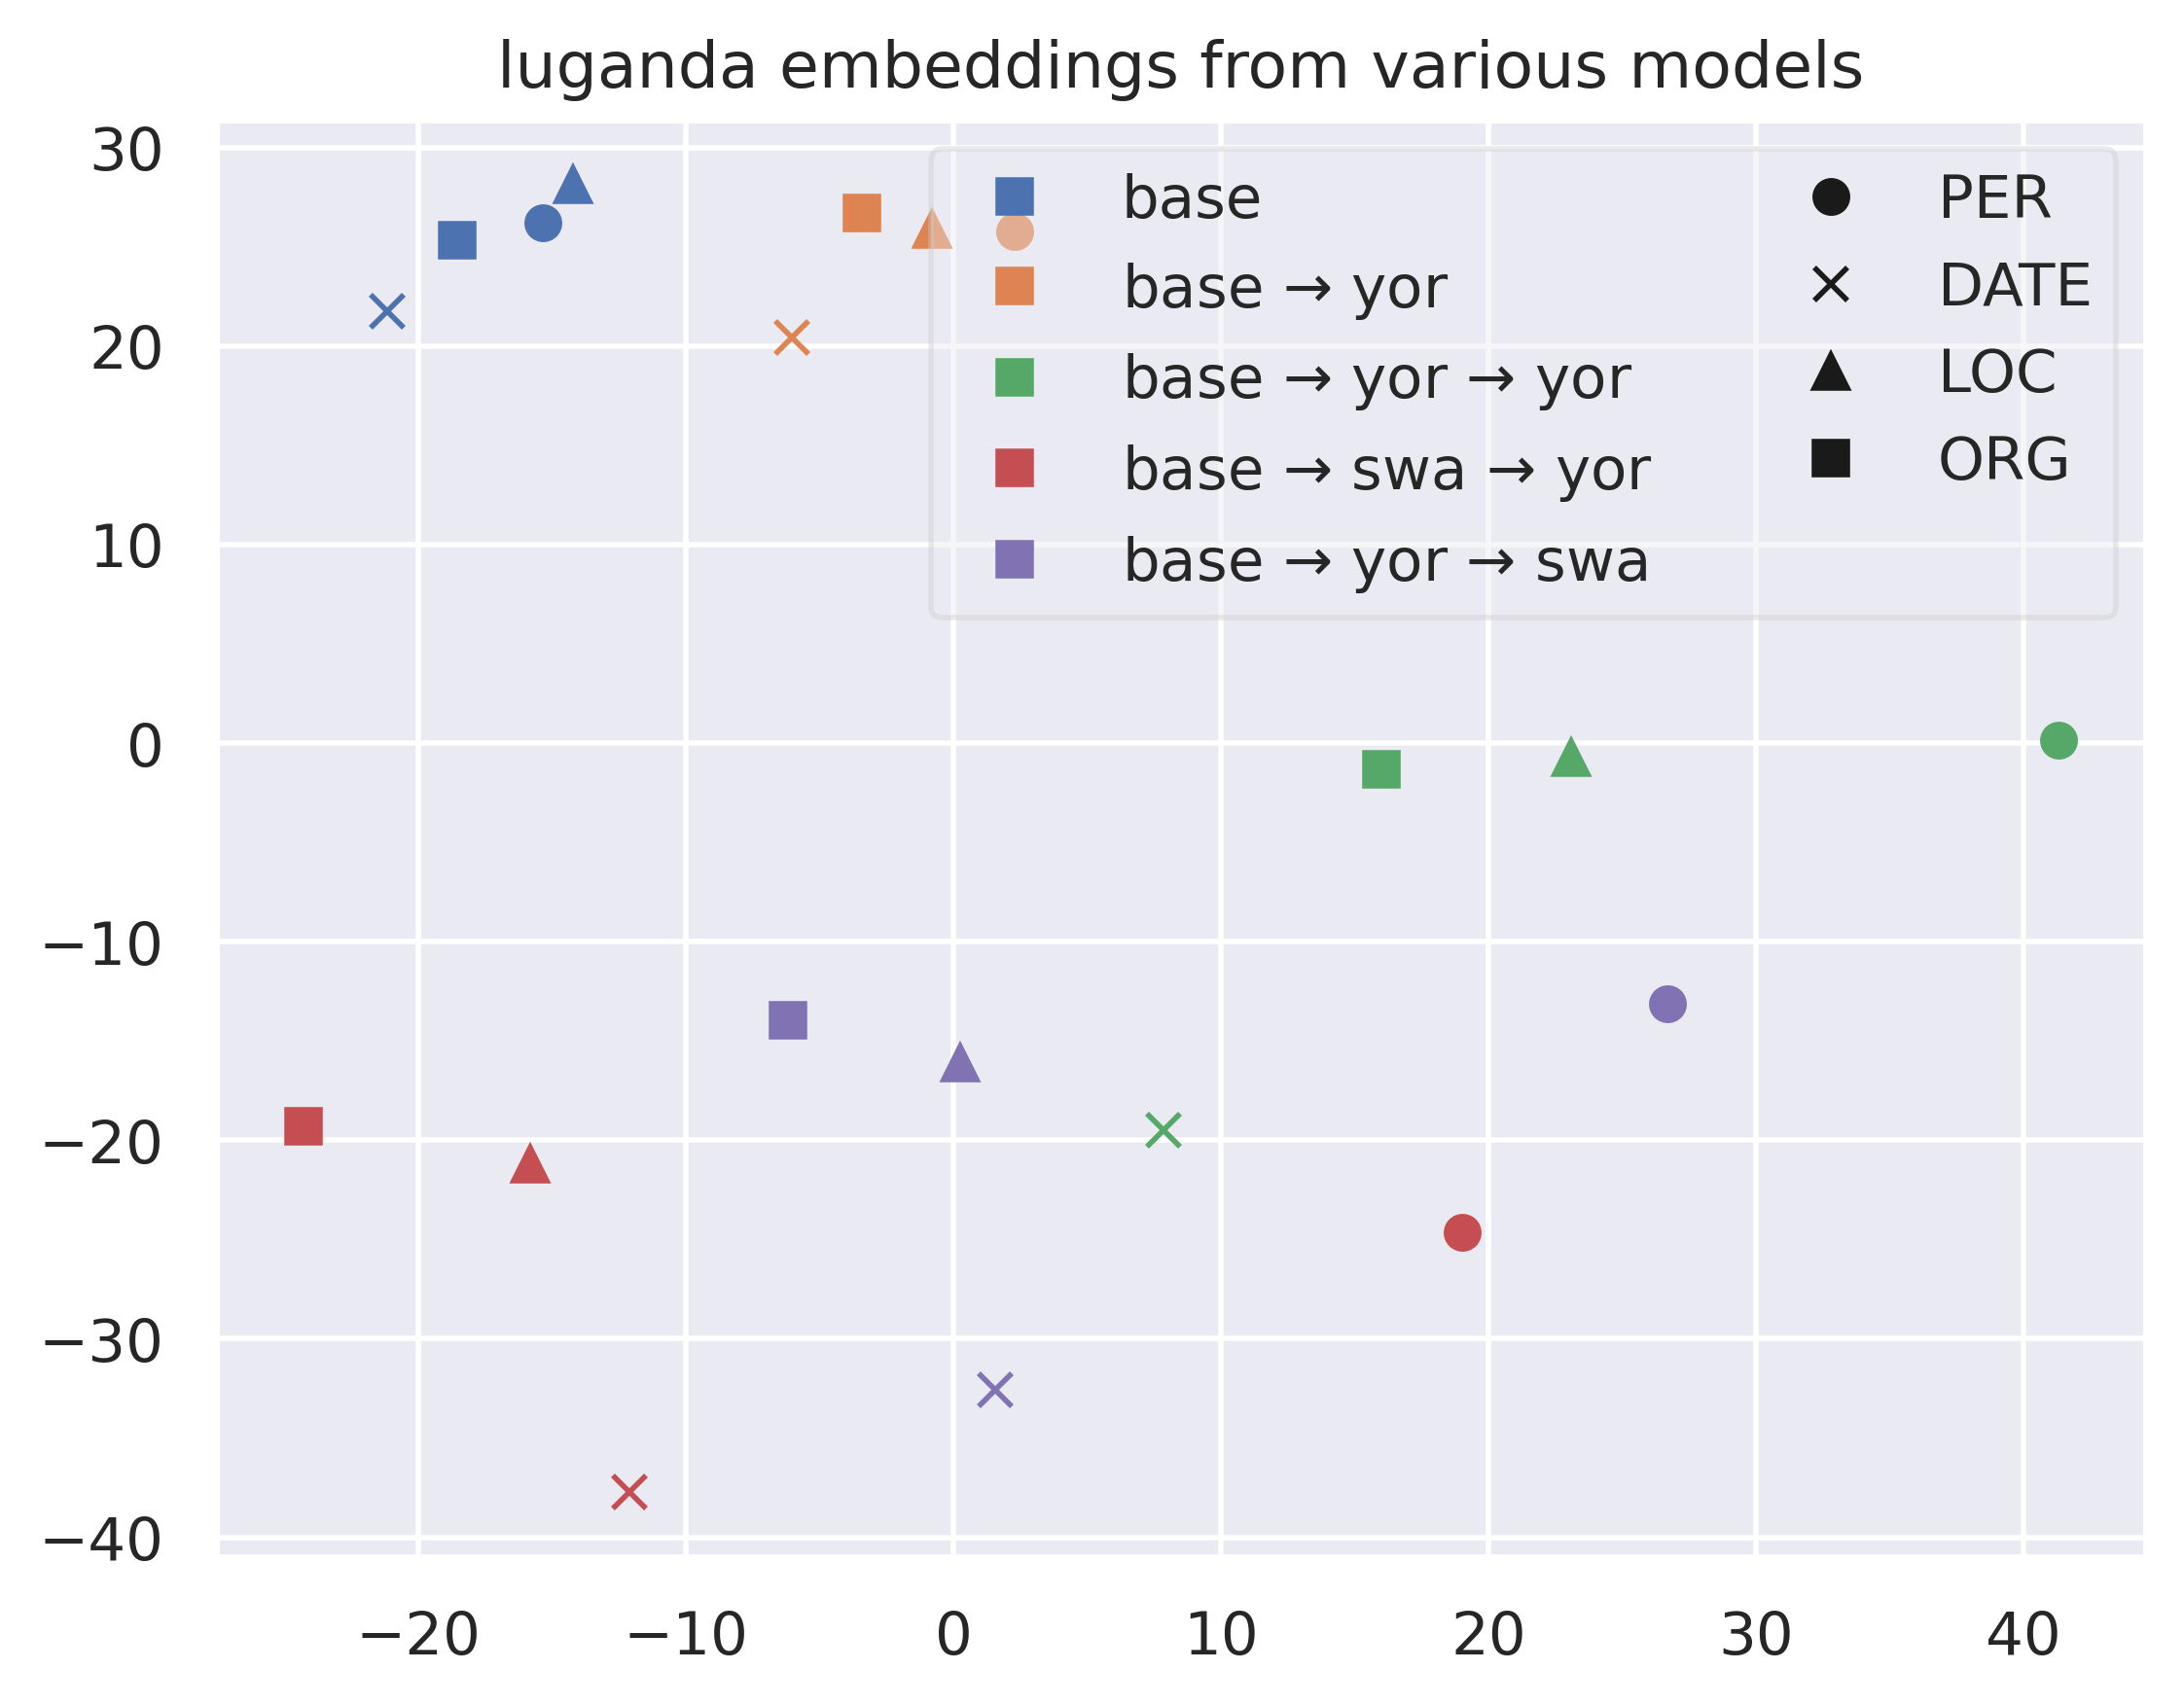 luganda embeddings from various models
30
20
10
0
−10
−20
−30
−40
base
base → yor
base → yor → yor
base → swa → yor
base → yor → swa
PER
DATE
LOC
ORG
−20 −10 0 10 20 30 40